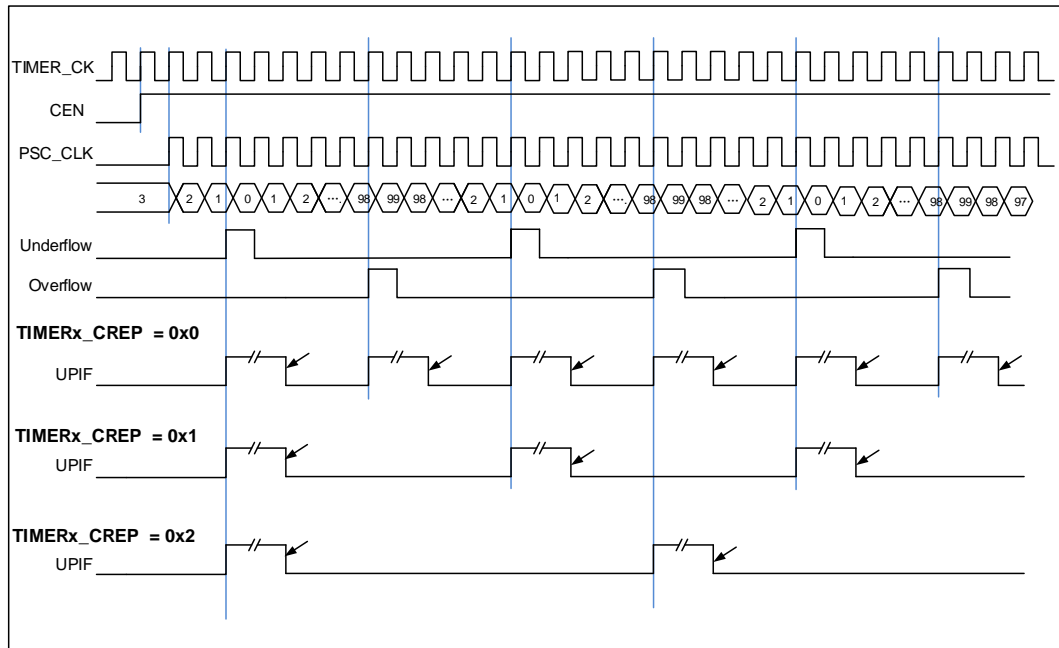 TIMER_CK
CEN
PSC_CLK
3 2 1 0 1 2 .... 98 99 98 ... 2 1 0 1 2 .... 98 99 98 ... 2 1 0 1 2 ... 98 99 98 97
Underflow
Overflow
TIMERx_CREP = 0x0
UPIF
TIMERx_CREP = 0x1
UPIF
TIMERx_CREP = 0x2
UPIF